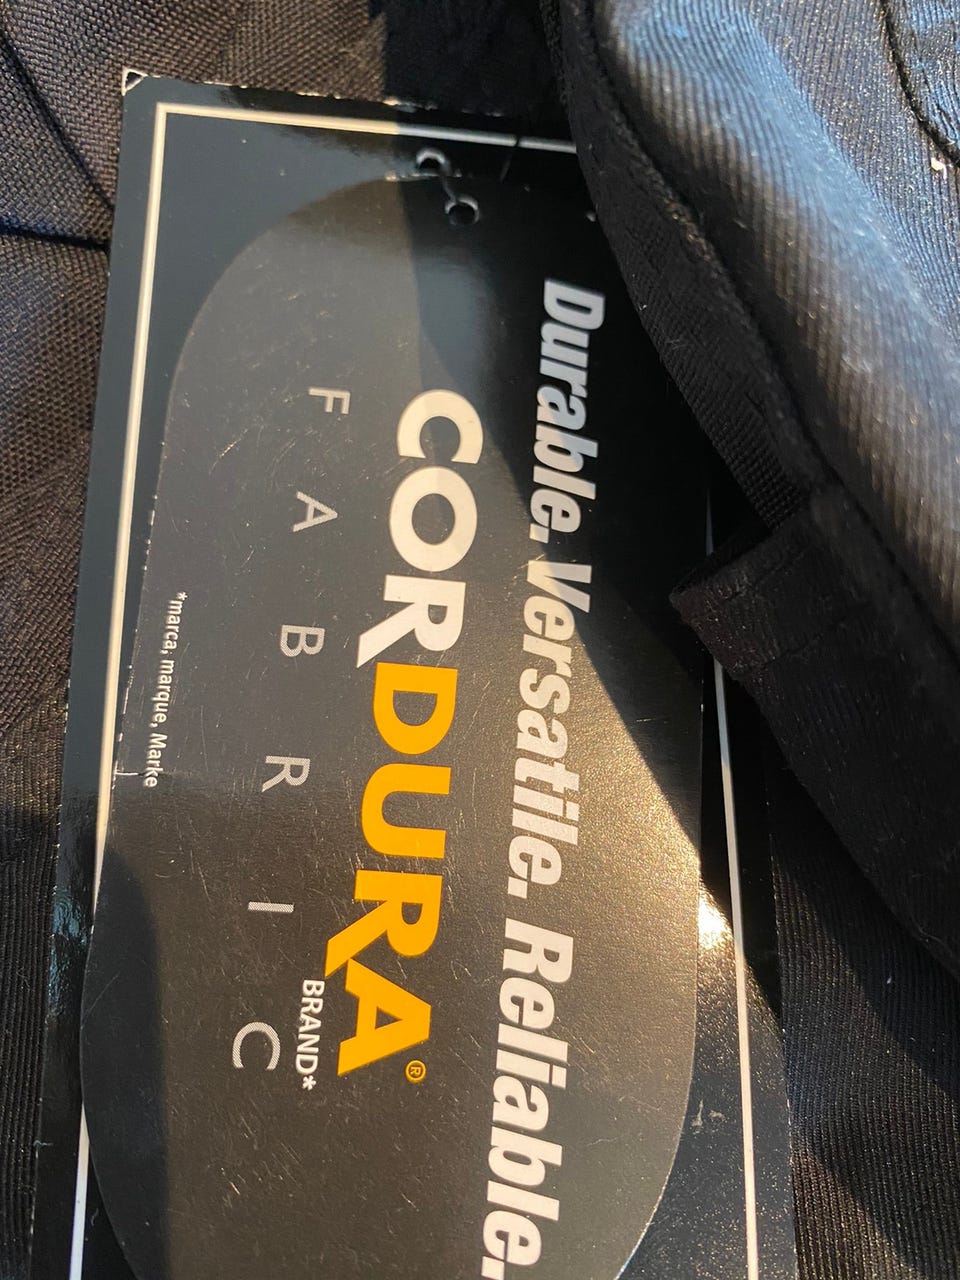 Durable. Versatile. Reliable.
CORDURA®
BRAND*
FABRIC
*marca, marque, Marke